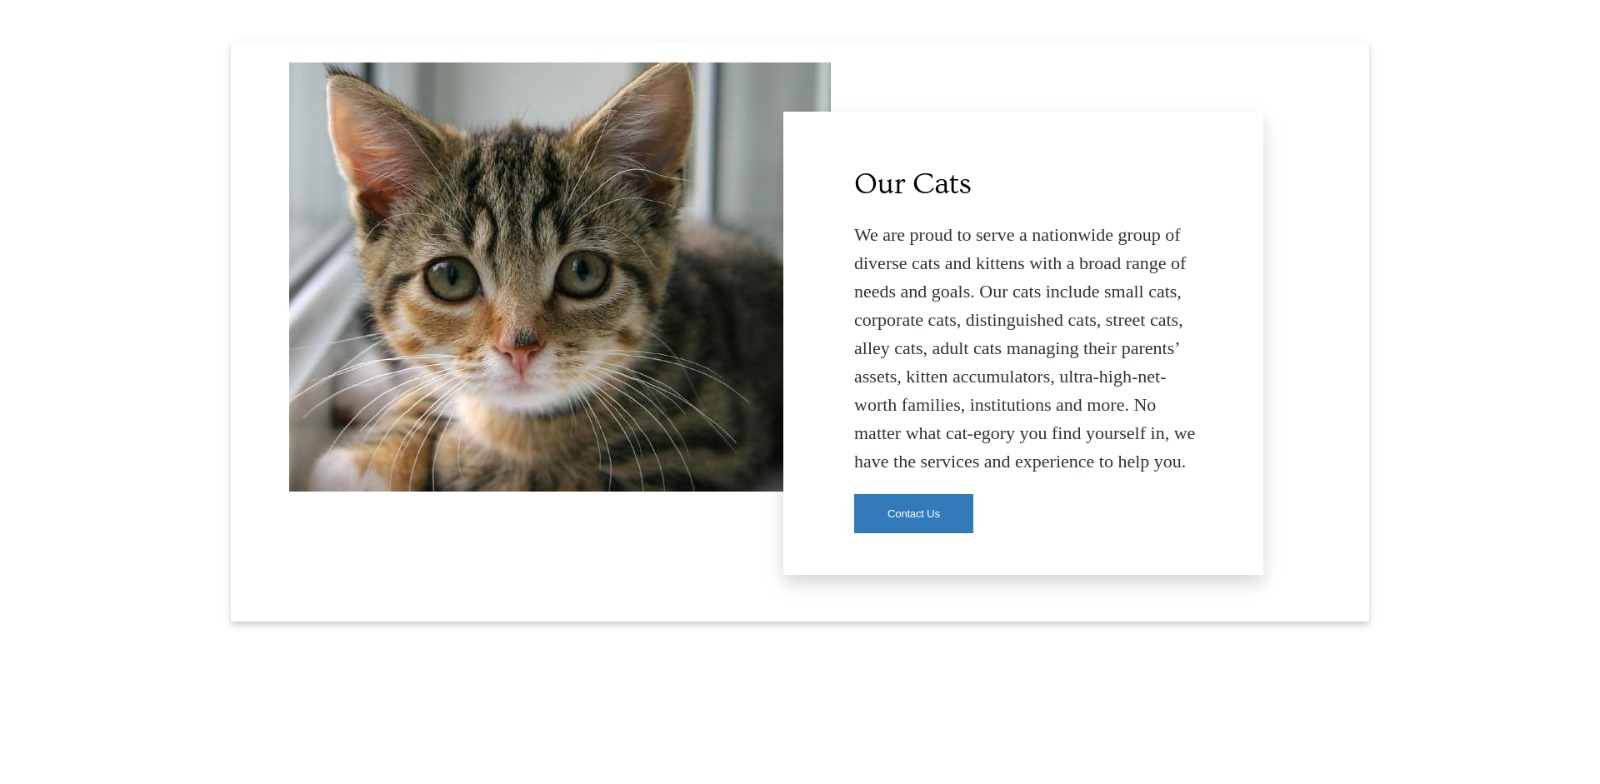 Our Cats
We are proud to serve a nationwide group of
diverse cats and kittens with a broad range of
needs and goals. Our cats include small cats,
corporate cats, distinguished cats, street cats,
alley cats, adult cats managing their parents’
assets, kitten accumulators, ultra-high-net-
worth families, institutions and more. No
matter what cat-egory you find yourself in, we
have the services and experience to help you.
Contact Us